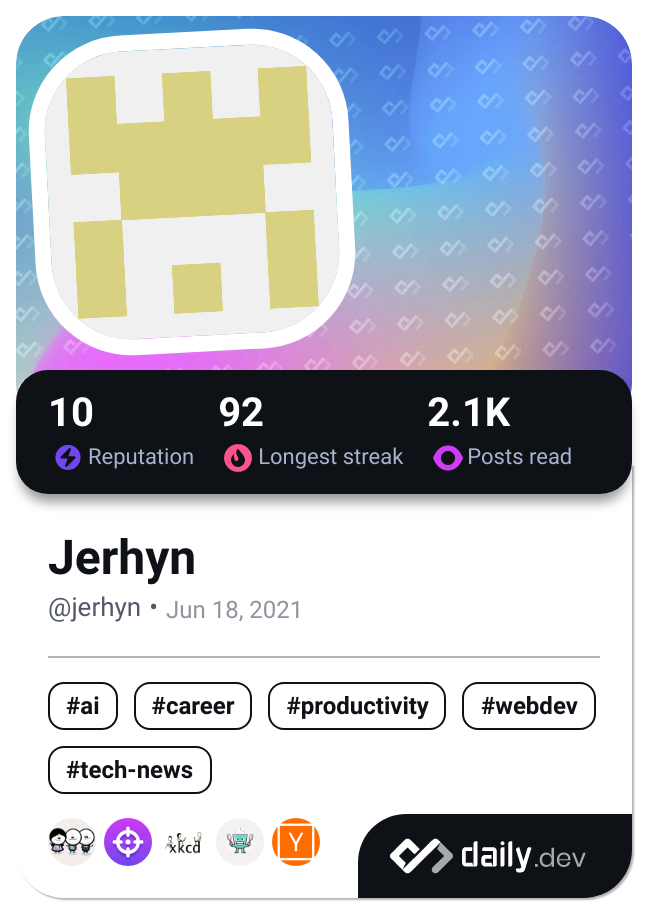 10 92 2.1K
Reputation Longest streak Posts read
Jerhyn
@jerhyn • Jun 18, 2021
#ai #career #productivity #webdev
#tech-news
xkcd Y daily.dev